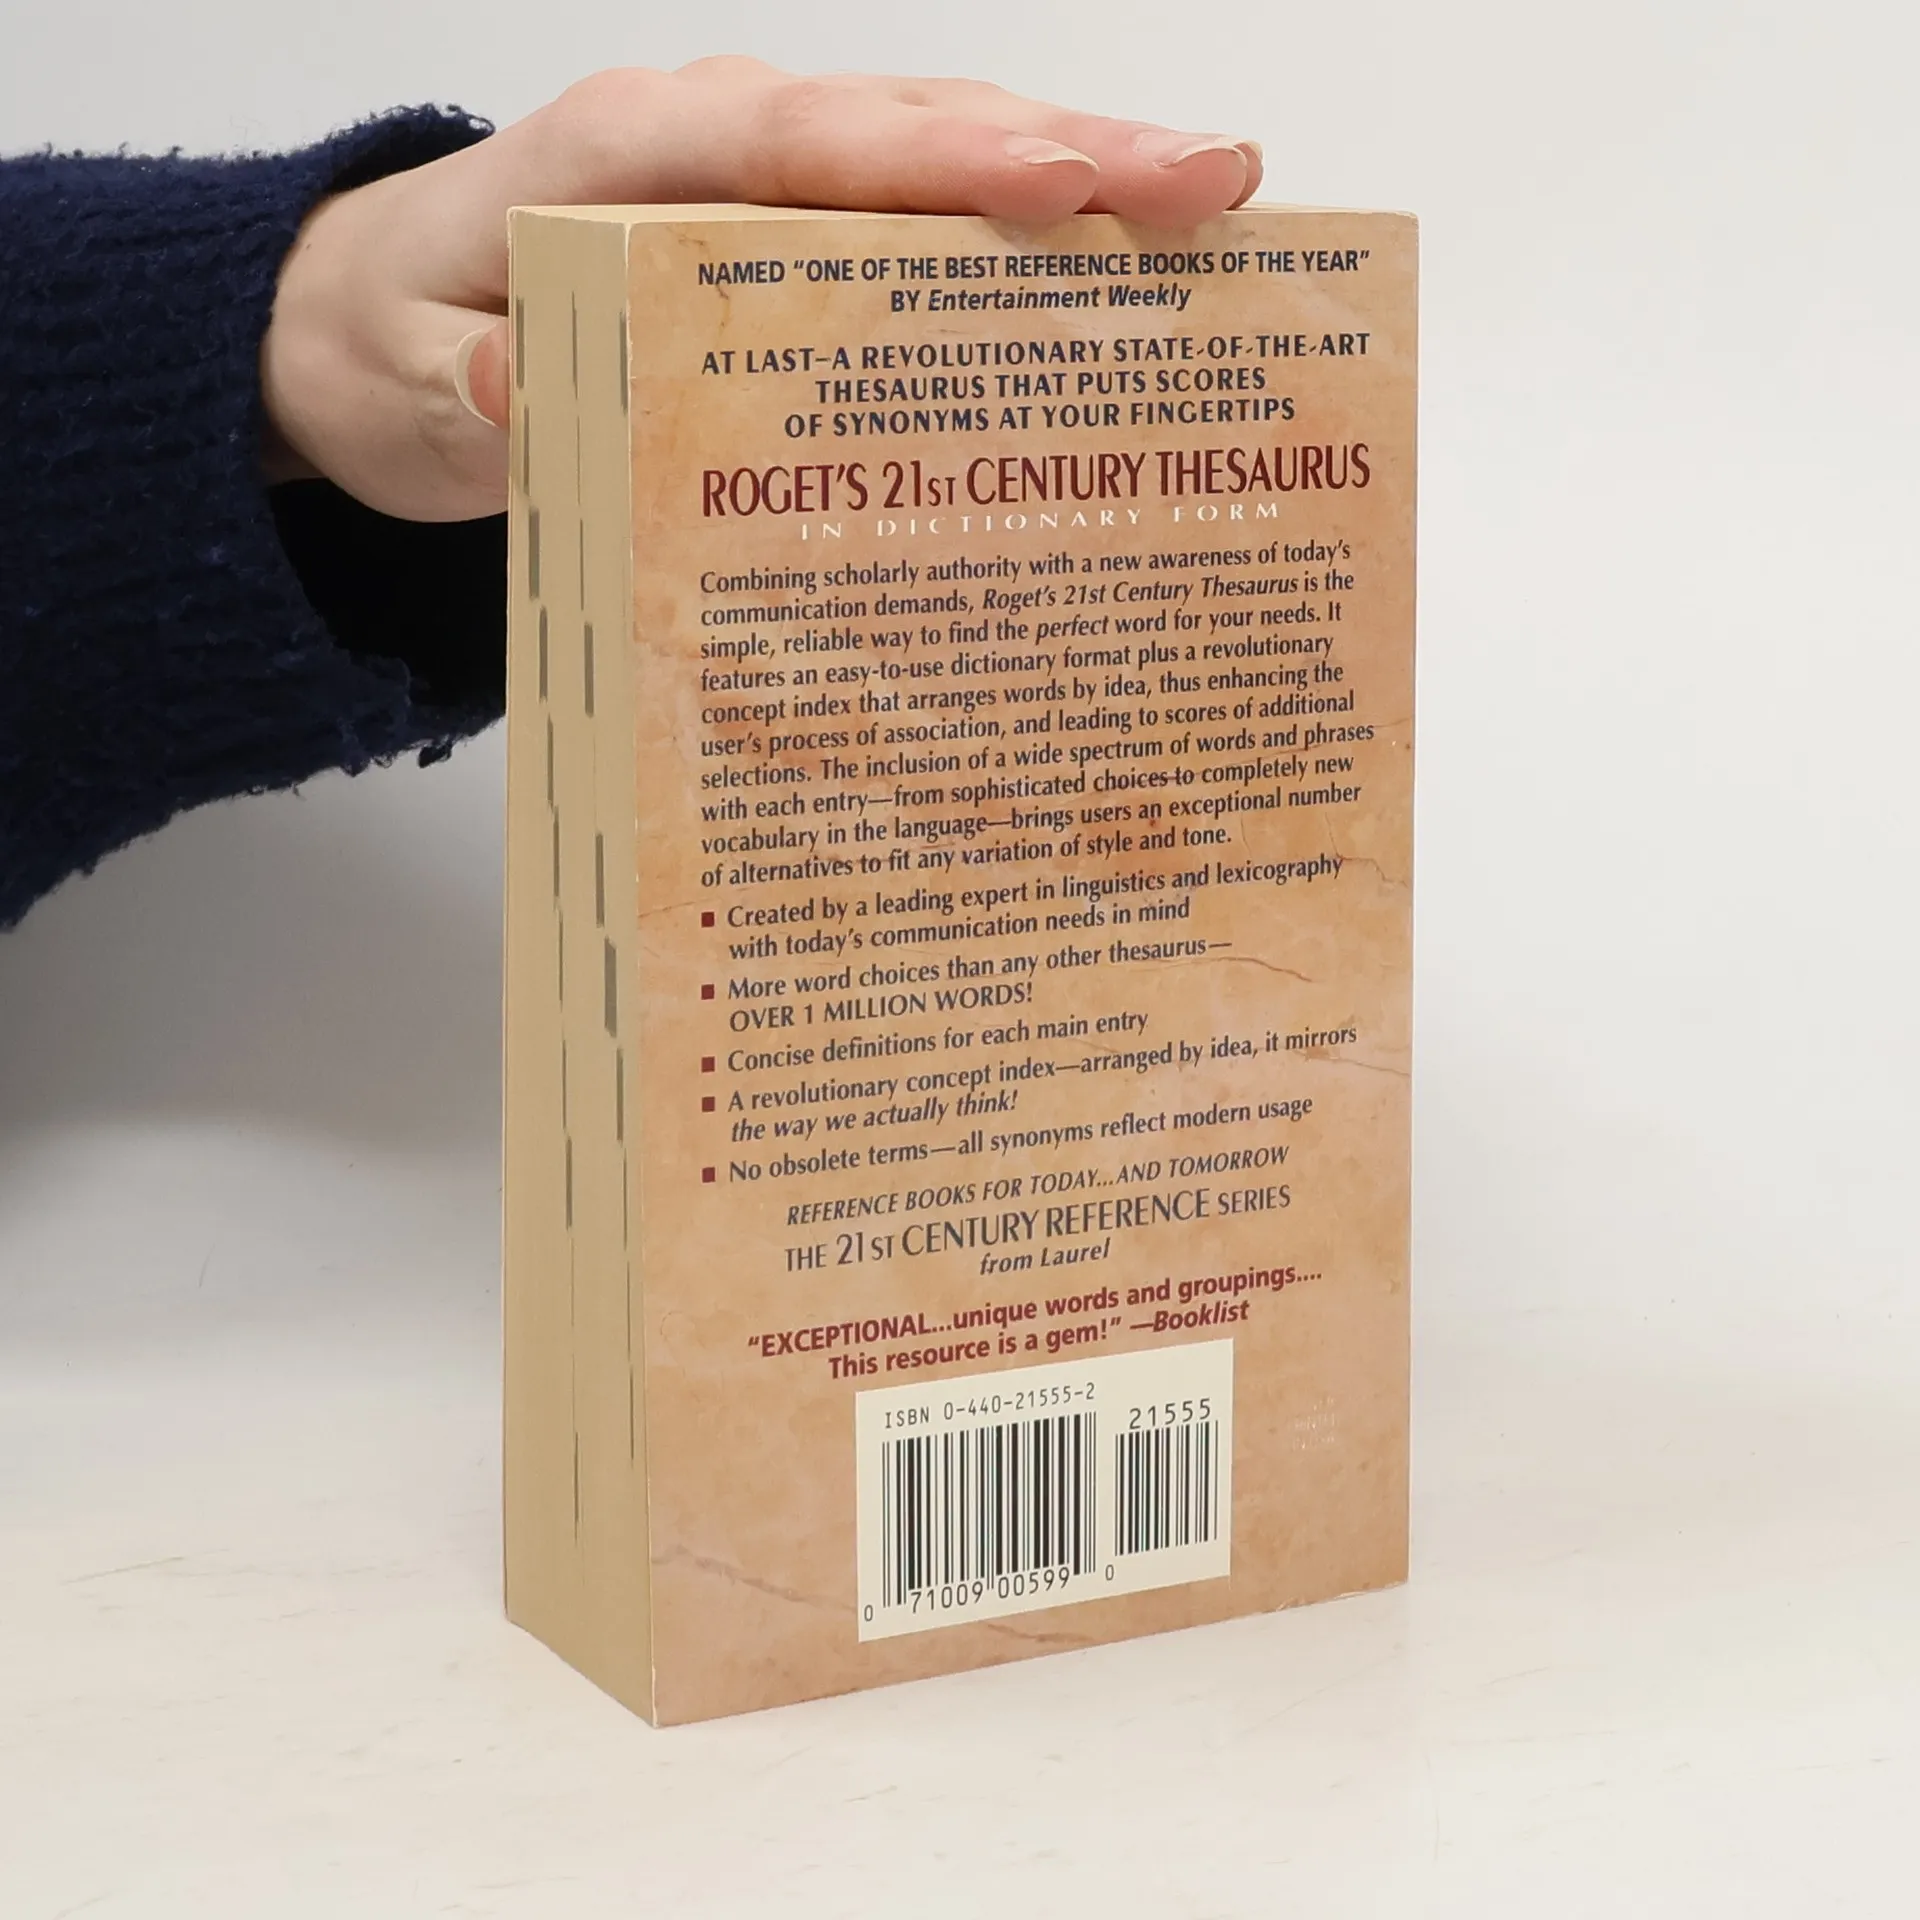 NAMED “ONE OF THE BEST REFERENCE BOOKS OF THE YEAR”
BY Entertainment Weekly
AT LAST–A REVOLUTIONARY STATE-OF-THE-ART
THESAURUS THAT PUTS SCORES
OF SYNONYMS AT YOUR FINGERTIPS
ROGET’S 21ST CENTURY THESAURUS
IN DICTIONARY FORM
Combining scholarly authority with a new awareness of today’s
communication demands, Roget’s 21st Century Thesaurus is the
simple, reliable way to find the perfect word for your needs. It
features an easy-to-use dictionary format plus a revolutionary
concept index that arranges words by idea, thus enhancing the
user’s process of association, and leading to scores of additional
selections. The inclusion of a wide spectrum of words and phrases
with each entry—from sophisticated choices to completely new
vocabulary in the language—brings users an exceptional number
of alternatives to fit any variation of style and tone.
■ Created by a leading expert in linguistics and lexicography
with today’s communication needs in mind
■ More word choices than any other thesaurus—
OVER 1 MILLION WORDS!
■ Concise definitions for each main entry
■ A revolutionary concept index—arranged by idea, it mirrors
the way we actually think!
■ No obsolete terms—all synonyms reflect modern usage
REFERENCE BOOKS FOR TODAY...AND TOMORROW
THE 21ST CENTURY REFERENCE SERIES
from Laurel
“EXCEPTIONAL...unique words and groupings....
This resource is a gem!” —Booklist
ISBN 0-440-21555-2
21555
0 71009 00599 0